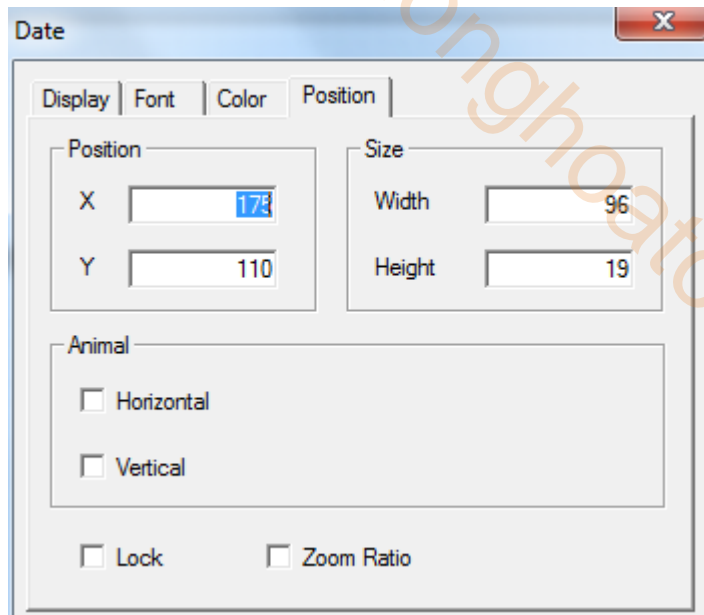 Date
Display Font Color Position
Position
X 175
Y 110
Size
Width 96
Height 19
Animal
Horizontal
Vertical
Lock Zoom Ratio
onghoato